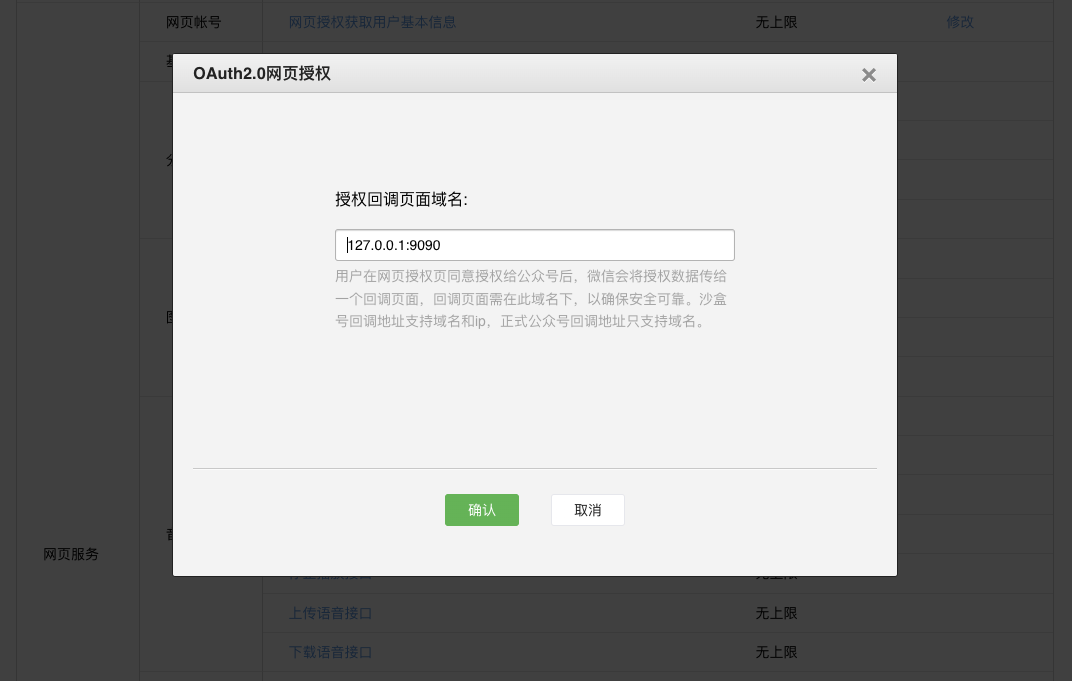 网页帐号 网页授权获取用户基本信息 无上限 修改
OAuth2.0网页授权
授权回调页面域名:
127.0.0.1:9090
用户在网页授权页同意授权给公众号后，微信会将授权数据传给
一个回调页面，回调页面需在此域名下，以确保安全可靠。沙盒
号回调地址支持域名和ip，正式公众号回调地址只支持域名。
确认 取消
网页服务
上传语音接口 无上限
下载语音接口 无上限